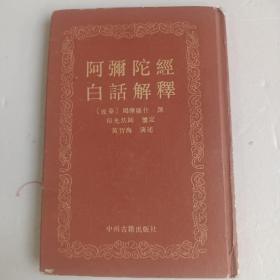 阿彌陀經
白話解釋
〔後秦〕鳩摩羅什 譯
印光法師 鑒定
黃智海 演述
中州古籍出版社